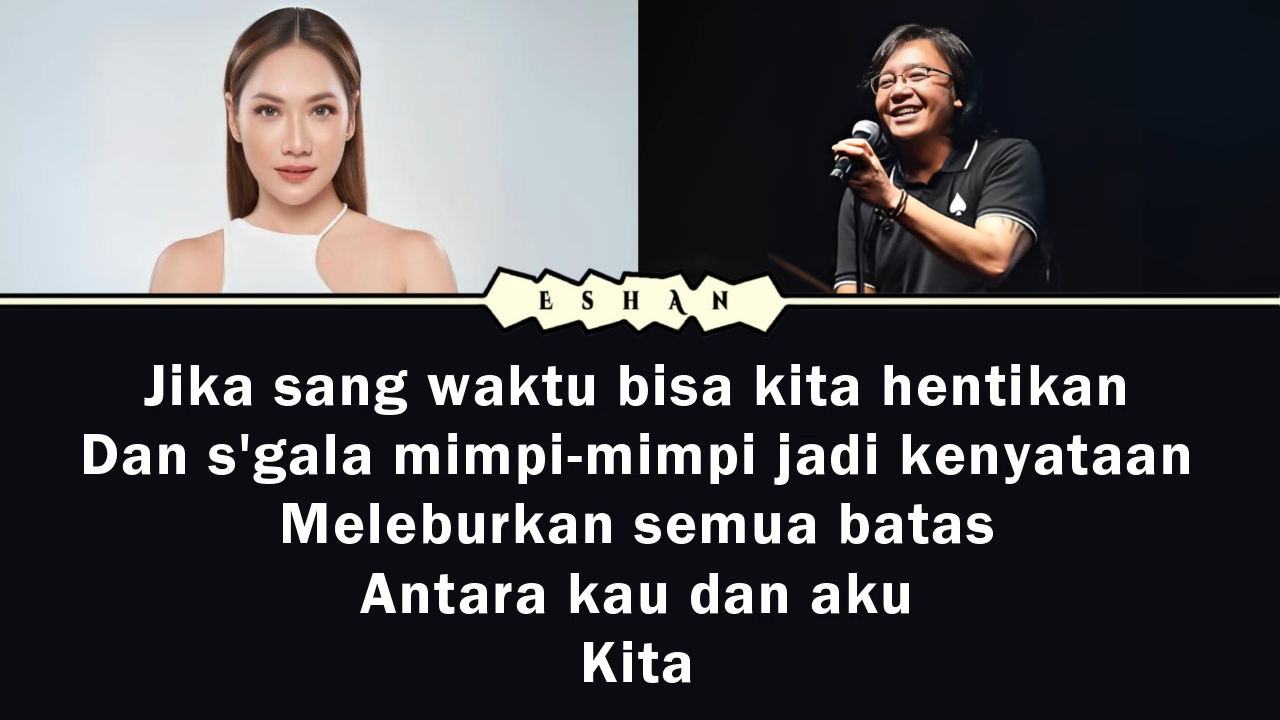 ESHAN
Jika sang waktu bisa kita hentikan
Dan s'gala mimpi-mimpi jadi kenyataan
Meleburkan semua batas
Antara kau dan aku
Kita